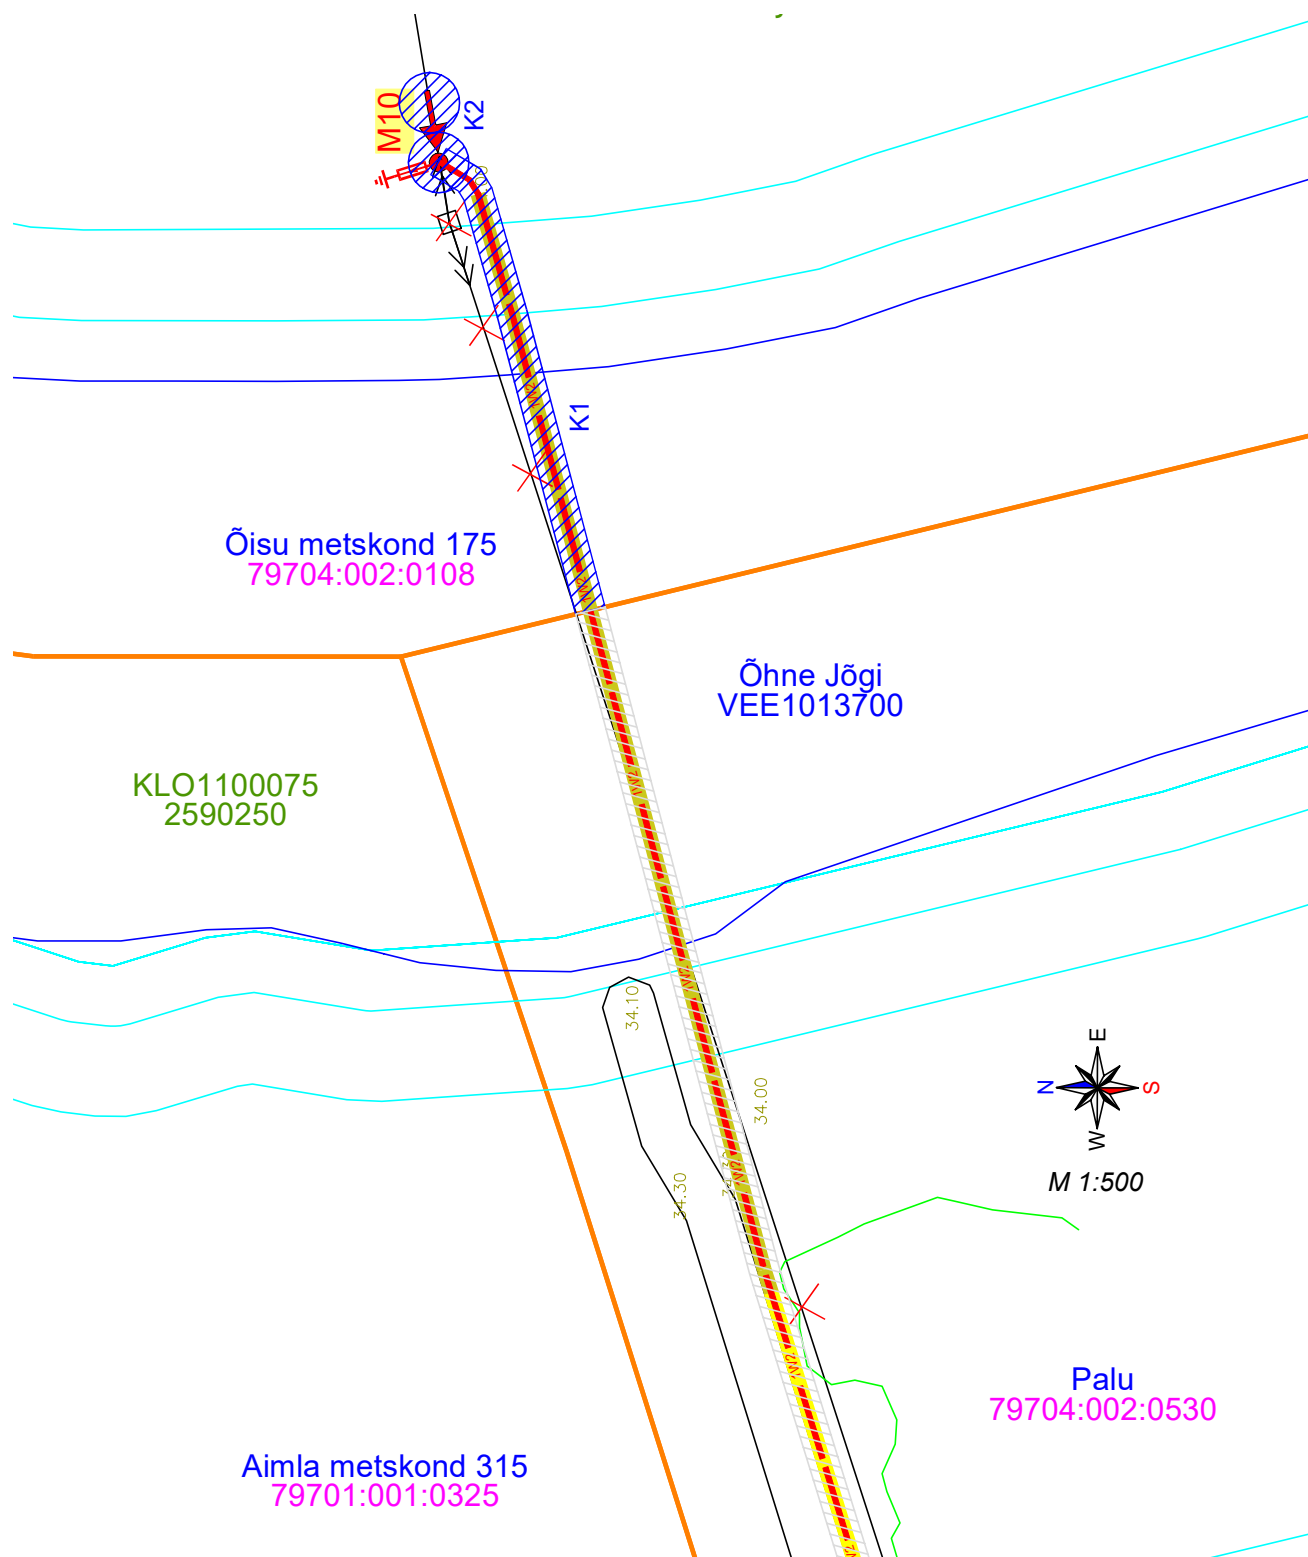 M10
K2
K1
Õisu metskond 175
79704:002:0108
Õhne Jõgi
VEE1013700
KLO1100075
2590250
34.10
34.00
34.30
E
N
S
W
M 1:500
Palu
79704:002:0530
Aimla metskond 315
79701:001:0325